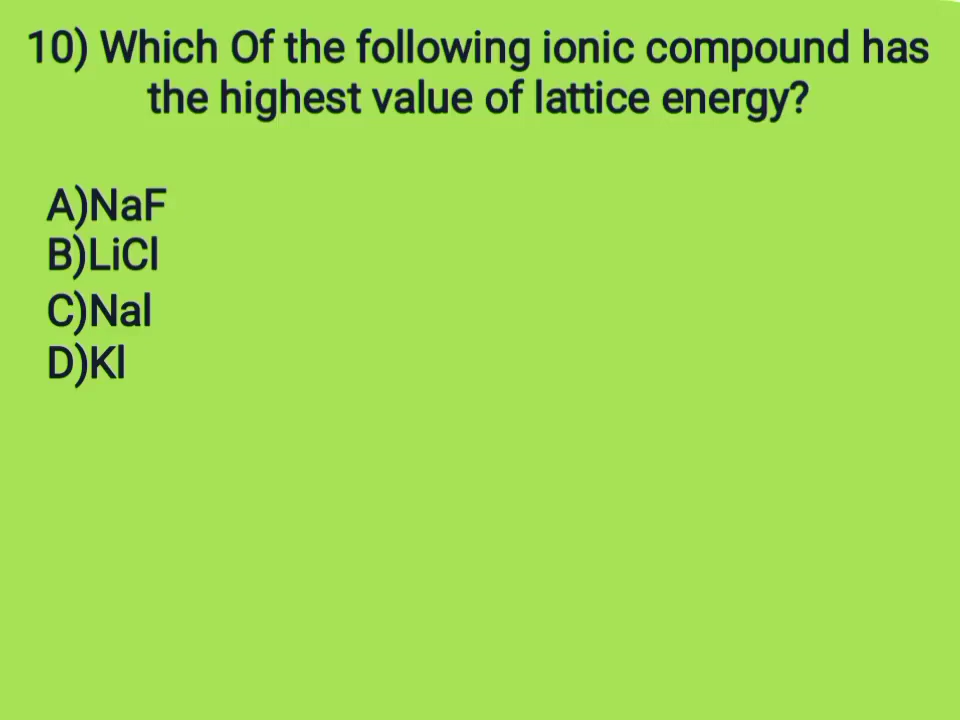 10) Which Of the following ionic compound has
the highest value of lattice energy?
A)NaF
B)LiCl
C)NaI
D)KI